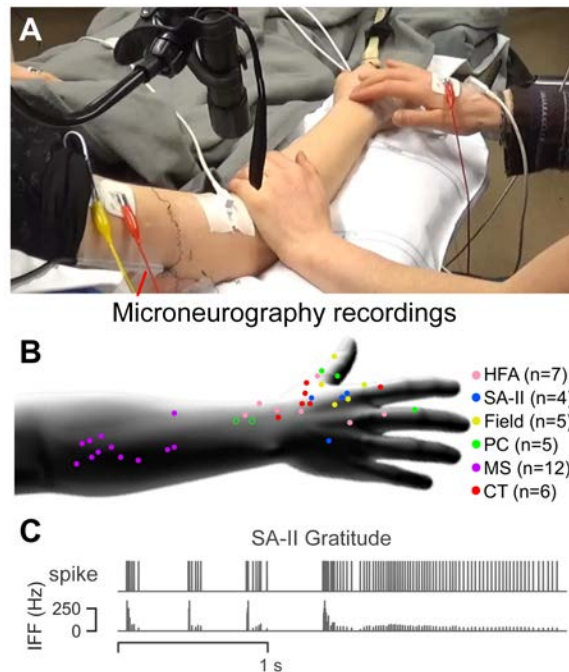 A
Microneurography recordings
B
HFA (n=7)
SA-II (n=4)
Field (n=5)
PC (n=5)
MS (n=12)
CT (n=6)
C
SA-II Gratitude
spike
IFF (Hz)
250
0
1 s